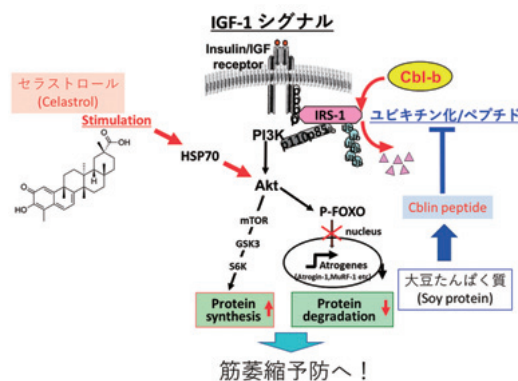 IGF-1 シグナル
Insulin/IGF
receptor
Cbl-b
セラストロール
(Celastrol)
Stimulation
IRS-1
ユビキチン化/ペプチド
PI3K
p110p85
HSP70
Akt
mTOR
GSK3
S6K
P-FOXO
nucleus
Atrogenes
(Atrogin-1,MuRF-1 etc)
Cblin peptide
大豆たんぱく質
(Soy protein)
Protein
synthesis
Protein
degradation
筋萎縮予防へ！
OH
O
O
HO
H